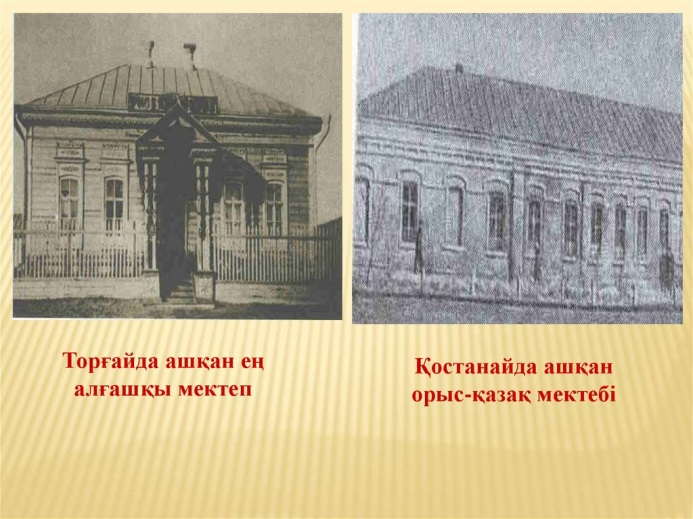 Торғайда ашқан ең
алғашқы мектеп
Қостанайда ашқан
орыс-қазақ мектебі